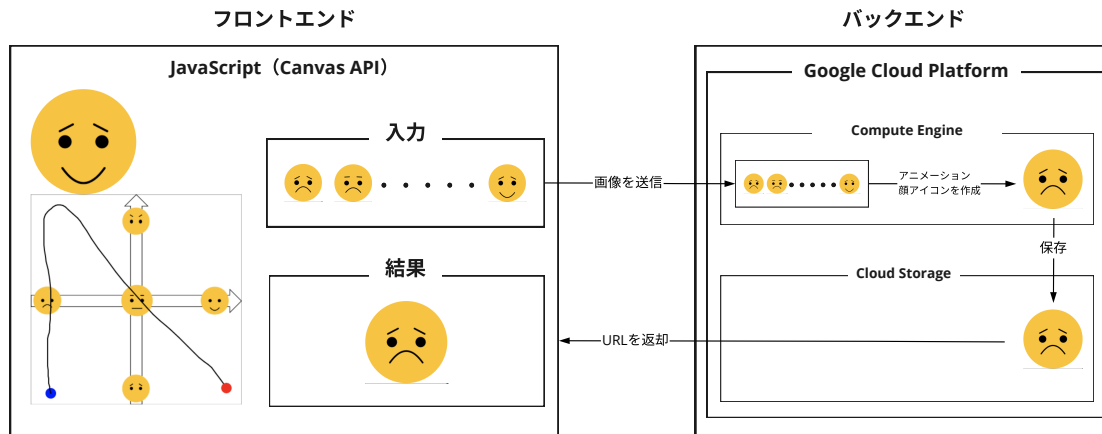 フロントエンド
バックエンド
JavaScript（Canvas API）
Google Cloud Platform
入力
Compute Engine
画像を送信
アニメーション
顔アイコンを作成
保存
結果
Cloud Storage
URLを返却